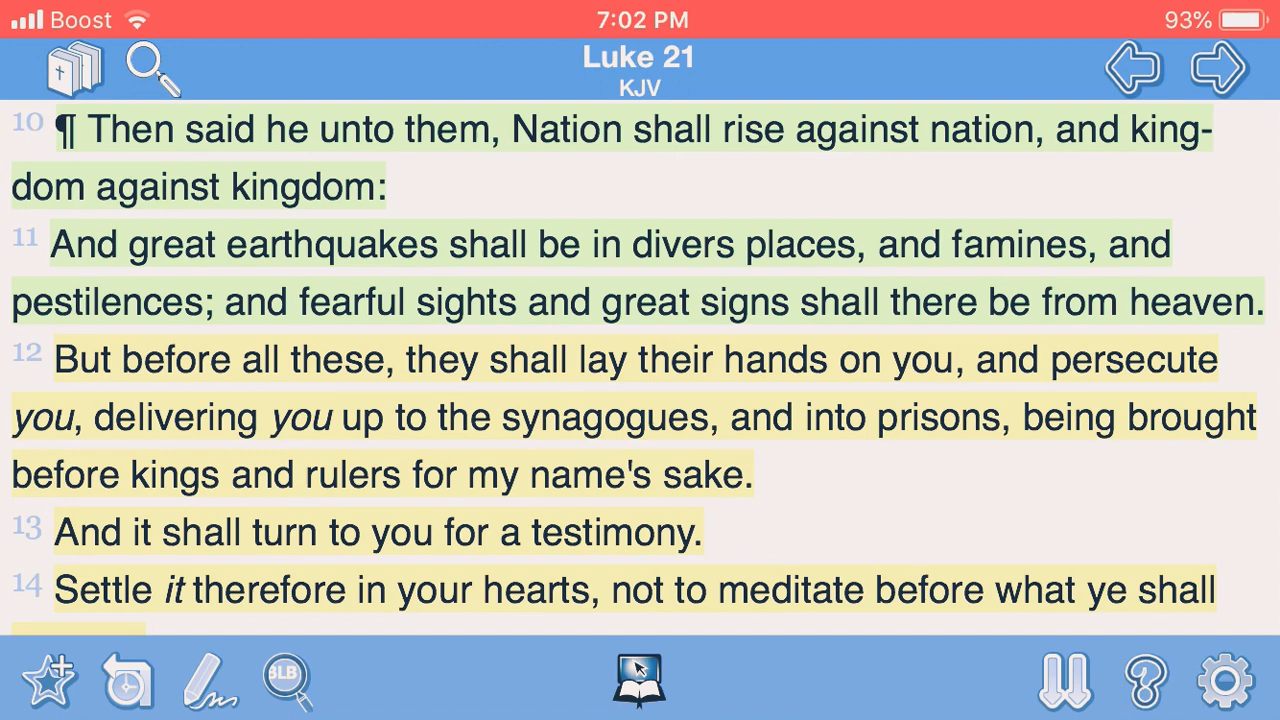 Boost 7:02 PM 93%
Luke 21
KJV
10 ¶ Then said he unto them, Nation shall rise against nation, and king-
dom against kingdom:
11 And great earthquakes shall be in divers places, and famines, and
pestilences; and fearful sights and great signs shall there be from heaven.
12 But before all these, they shall lay their hands on you, and persecute
you, delivering you up to the synagogues, and into prisons, being brought
before kings and rulers for my name's sake.
13 And it shall turn to you for a testimony.
14 Settle it therefore in your hearts, not to meditate before what ye shall
BLB